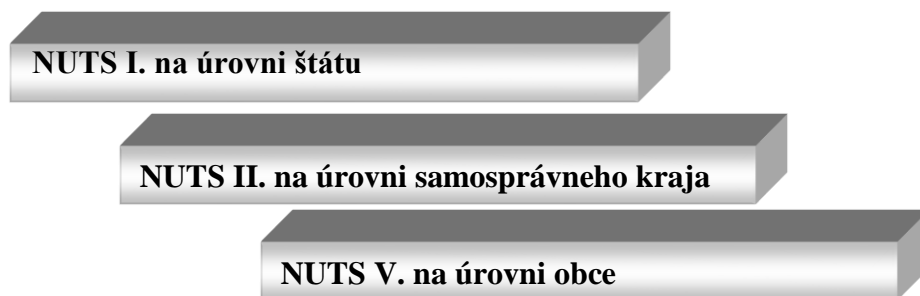 NUTS I. na úrovni štátu
NUTS II. na úrovni samosprávneho kraja
NUTS V. na úrovni obce